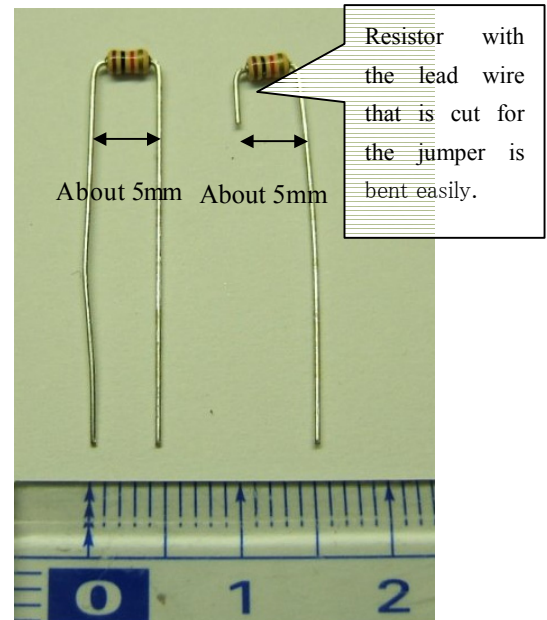 Resistor with
the lead wire
that is cut for
the jumper is
bent easily.
About 5mm About 5mm
0 1 2